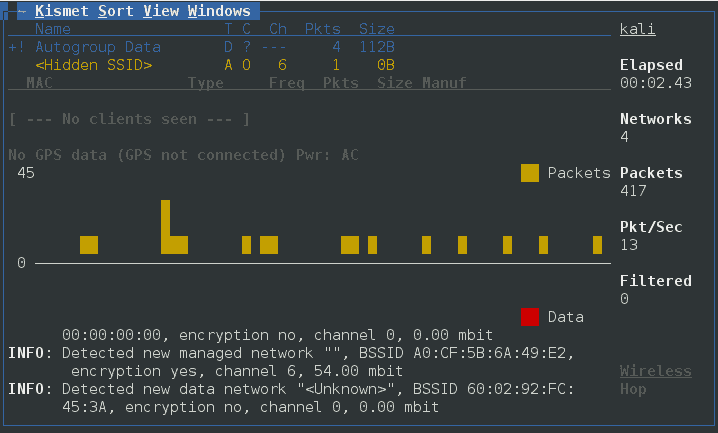 ~ Kismet Sort View Windows
Name T C Ch Pkts Size
kali
+! Autogroup Data D ? --- 4 112B
<Hidden SSID> A O 6 1 0B
Elapsed
MAC Type Freq Pkts Size Manuf
00:02.43
[ --- No clients seen --- ]
Networks
4
No GPS data (GPS not connected) Pwr: AC
45
Packets
Packets
417
Pkt/Sec
13
0
Filtered
0
Data
00:00:00:00, encryption no, channel 0, 0.00 mbit
INFO: Detected new managed network "", BSSID A0:CF:5B:6A:49:E2,
encryption yes, channel 6, 54.00 mbit
Wireless
INFO: Detected new data network "<Unknown>", BSSID 60:02:92:FC:
Hop
45:3A, encryption no, channel 0, 0.00 mbit